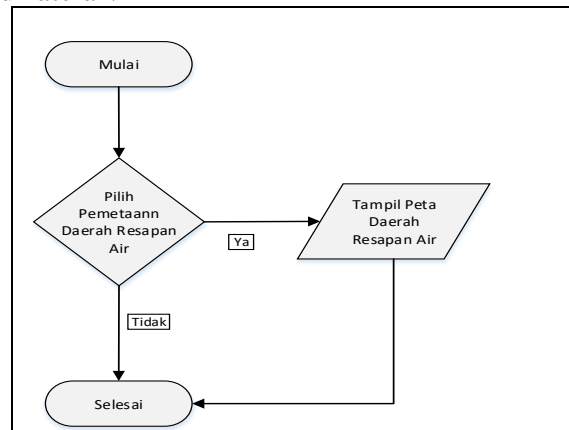 Mulai
Pilih
Pemetaann
Daerah Resapan
Air
Ya
Tampil Peta
Daerah
Resapan Air
Tidak
Selesai